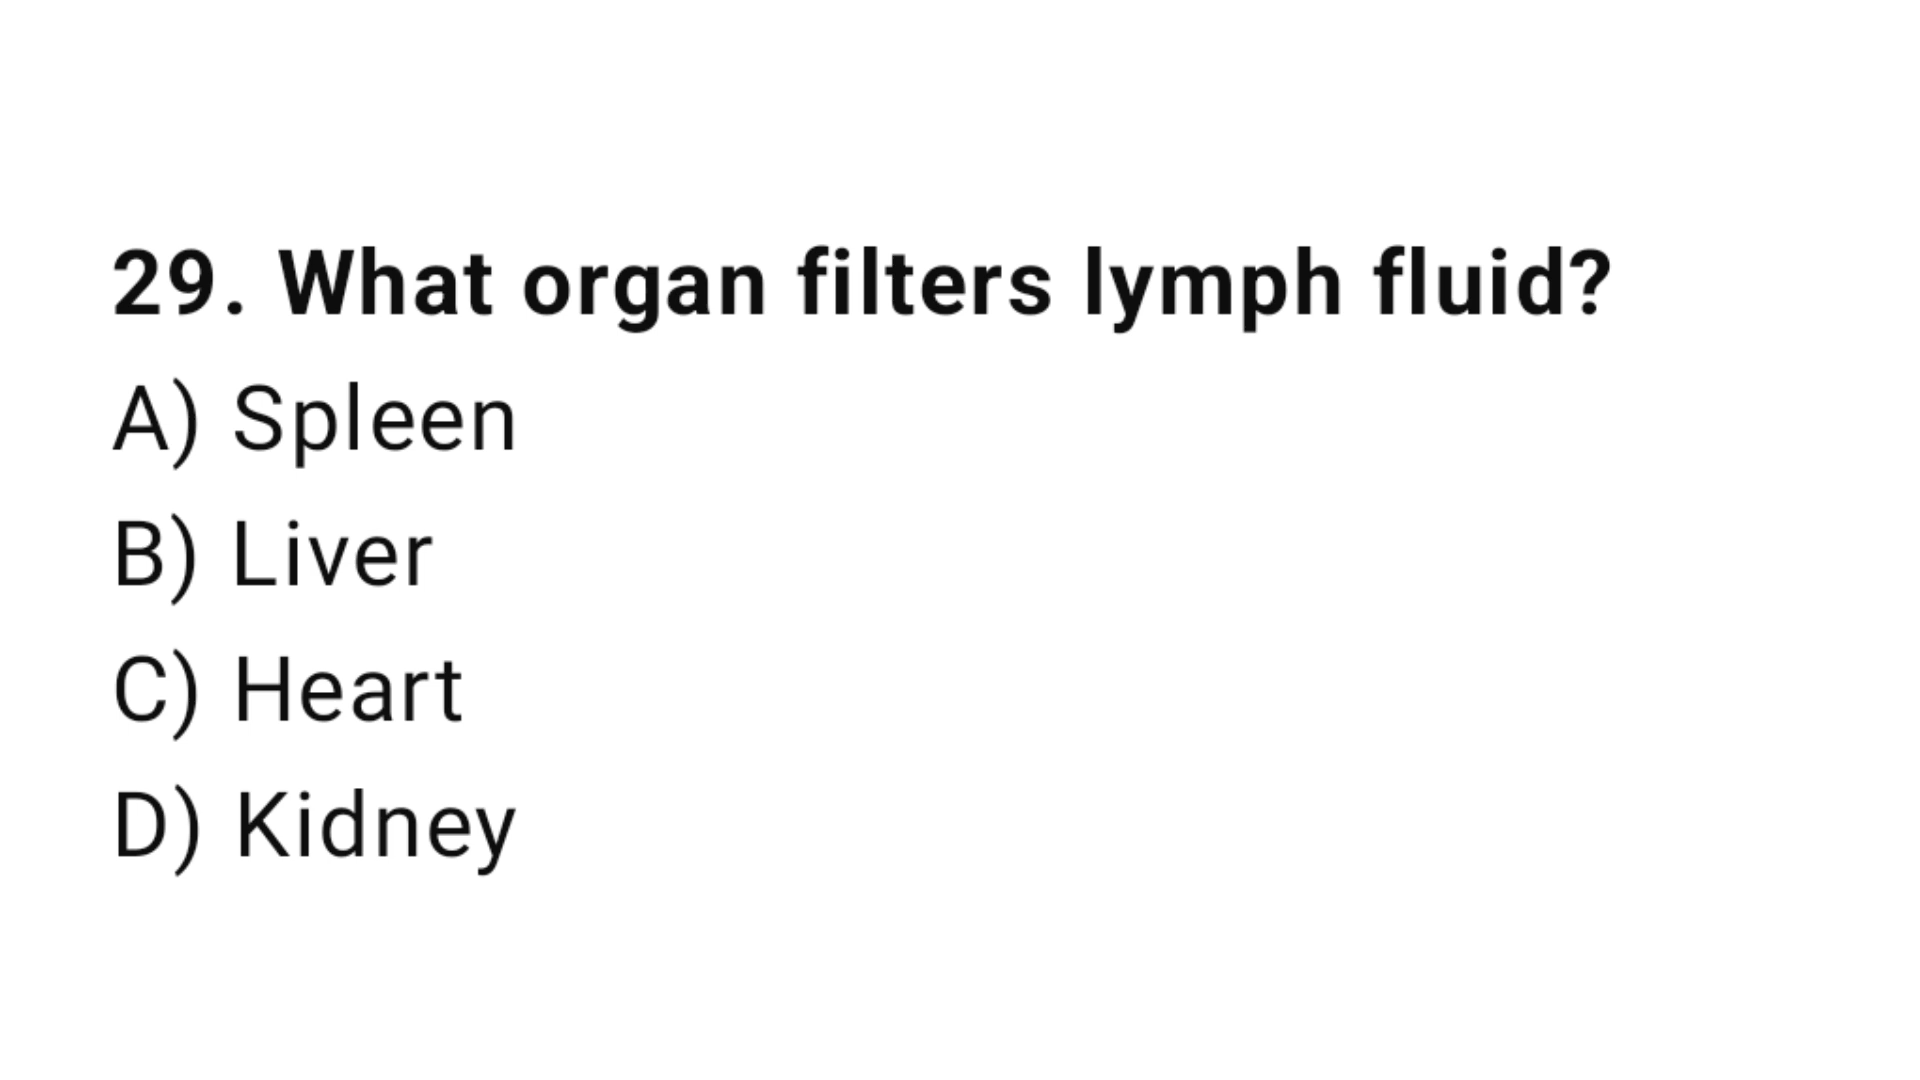 29. What organ filters lymph fluid?
A) Spleen
B) Liver
C) Heart
D) Kidney